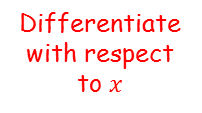 Differentiate
with respect
to 𝑥